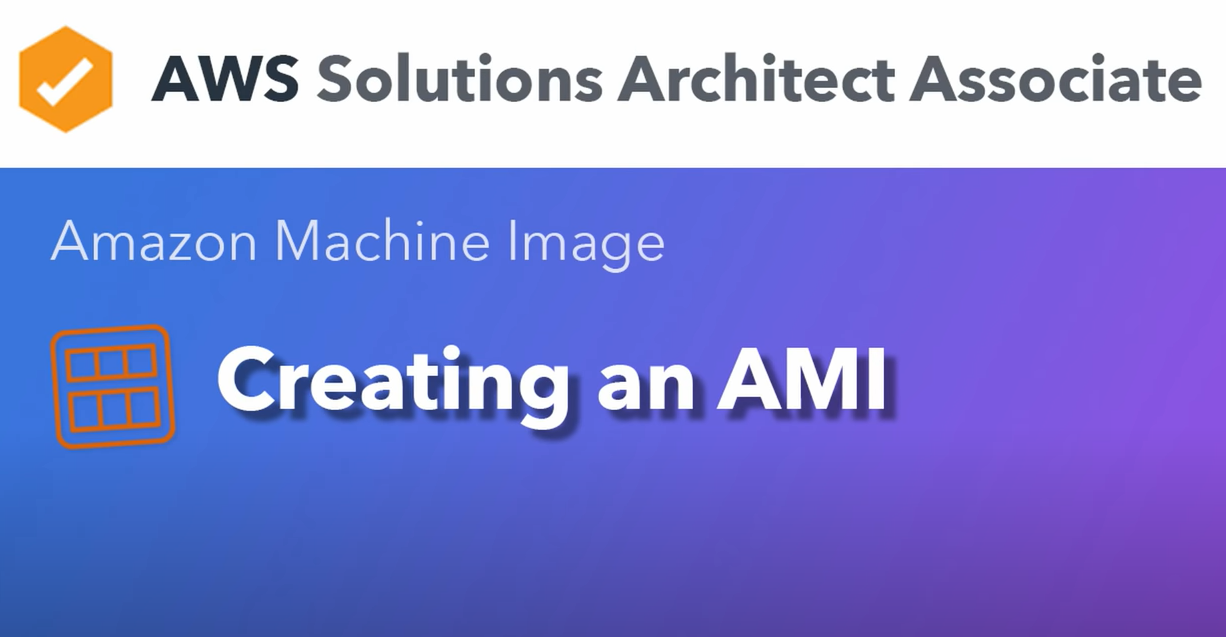 AWS Solutions Architect Associate
Amazon Machine Image
Creating an AMI